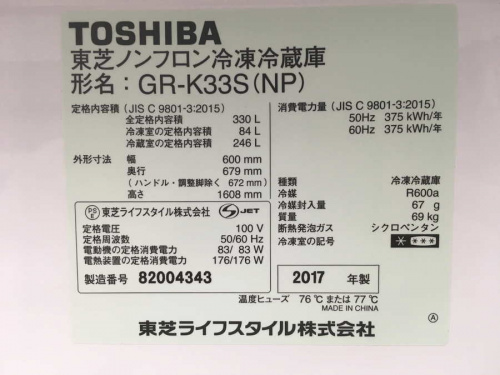 TOSHIBA
東芝ノンフロン冷凍冷蔵庫
形名：GR-K33S(NP)
定格内容積（JIS C 9801-3:2015）
全定格内容積 330 L
冷凍室の定格内容積 84 L
冷蔵室の定格内容積 246 L
外形寸法 幅 600 mm
奥行 679 mm
（ハンドル・調整脚除く 672 mm）
高さ 1608 mm
消費電力量（JIS C 9801-3:2015）
50Hz 375 kWh/年
60Hz 375 kWh/年
種類 冷凍冷蔵庫
冷媒 R600a
冷媒封入量 67 g
質量 69 kg
断熱発泡ガス シクロペンタン
冷凍室の記号
PS
E 東芝ライフスタイル株式会社 S JET
定格電圧 100 V
定格周波数 50/60 Hz
電動機の定格消費電力 83/ 83 W
電熱装置の定格消費電力 176/176 W
製造番号 82004343
2017 年製
温度ヒューズ 76℃ または 77℃
MADE IN CHINA
東芝ライフスタイル株式会社
Ⓐ